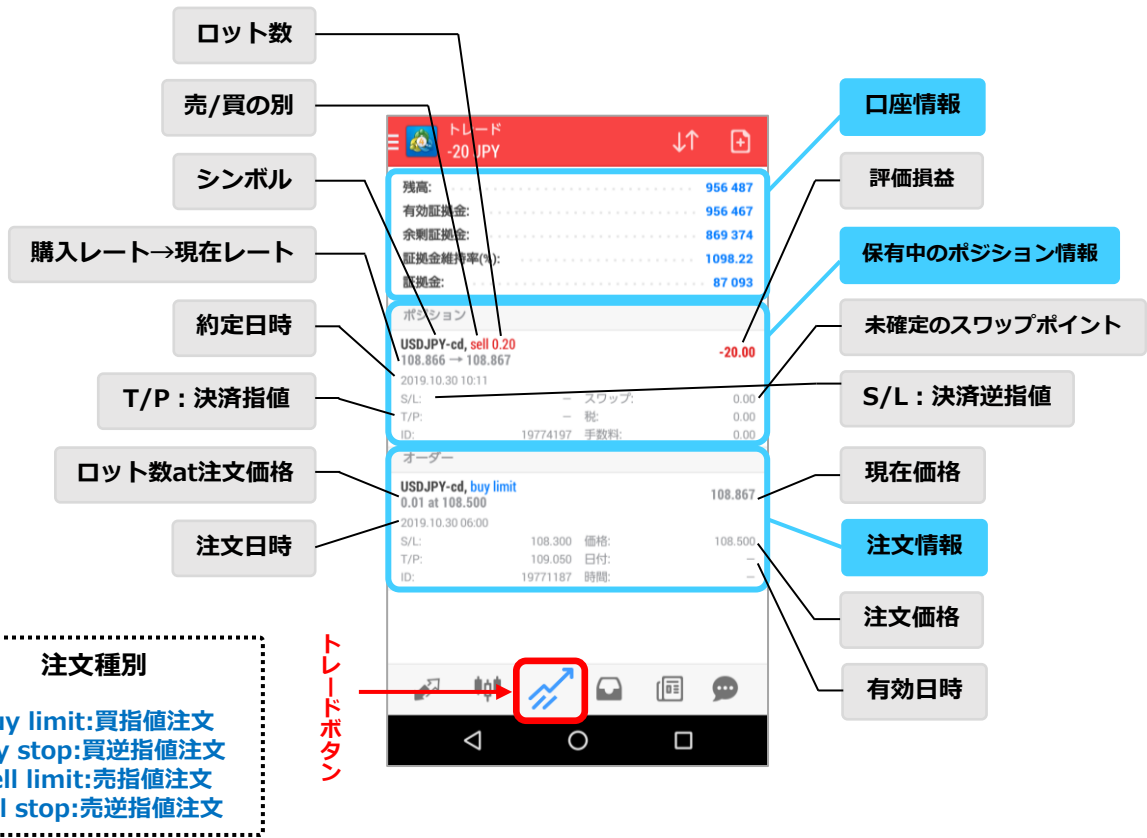 ロット数
売/買の別
シンボル
購入レート→現在レート
約定日時
T/P：決済指値
ロット数at注文価格
注文日時
トレード
-20 JPY
残高: 956 487
有効証拠金: 956 467
余剰証拠金: 869 374
証拠金維持率(%): 1098.22
証拠金: 87 093
ポジション
USDJPY-cd, sell 0.20
108.866 → 108.867
-20.00
2019.10.30 10:11
S/L: – スワップ: 0.00
T/P: – 税: 0.00
ID: 19774197 手数料: 0.00
オーダー
USDJPY-cd, buy limit
0.01 at 108.500
108.867
2019.10.30 06:00
S/L: 108.300 価格: 108.500
T/P: 109.050 日付: –
ID: 19771187 時間: –
口座情報
評価損益
保有中のポジション情報
未確定のスワップポイント
S/L：決済逆指値
現在価格
注文情報
注文価格
有効日時
トレードボタン
注文種別
uy limit:買指値注文
y stop:買逆指値注文
ell limit:売指値注文
l stop:売逆指値注文